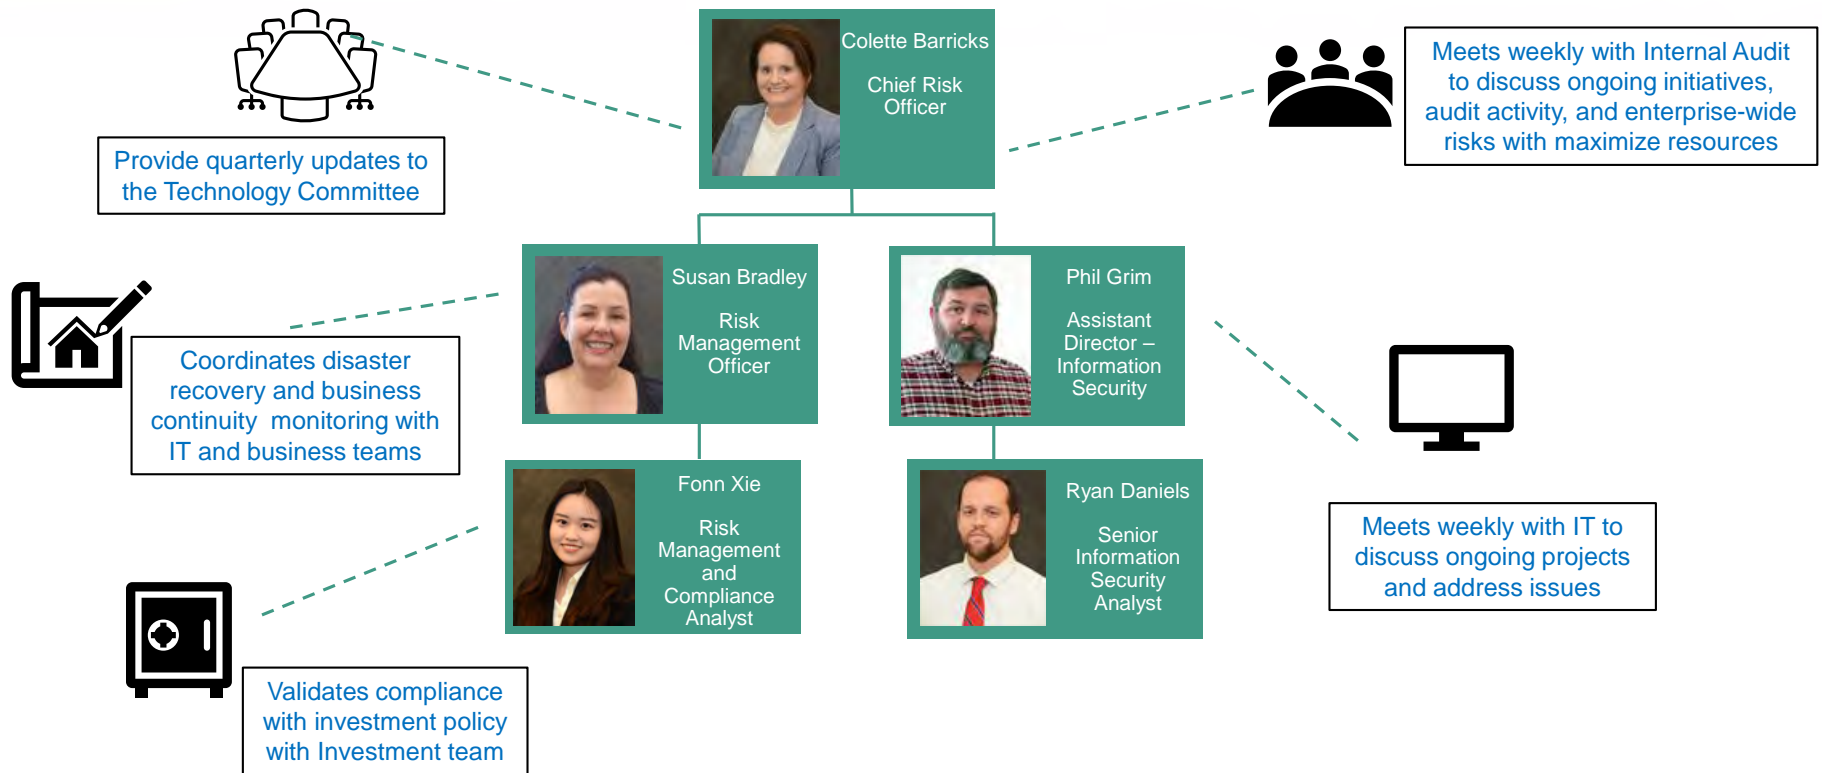 Colette Barricks
Chief Risk
Officer
Meets weekly with Internal Audit
to discuss ongoing initiatives,
audit activity, and enterprise-wide
risks with maximize resources
Provide quarterly updates to
the Technology Committee
Susan Bradley
Risk
Management
Officer
Phil Grim
Assistant
Director –
Information
Security
Coordinates disaster
recovery and business
continuity  monitoring with
IT and business teams
Fonn Xie
Risk
Management
and
Compliance
Analyst
Ryan Daniels
Senior
Information
Security
Analyst
Meets weekly with IT to
discuss ongoing projects
and address issues
Validates compliance
with investment policy
with Investment team